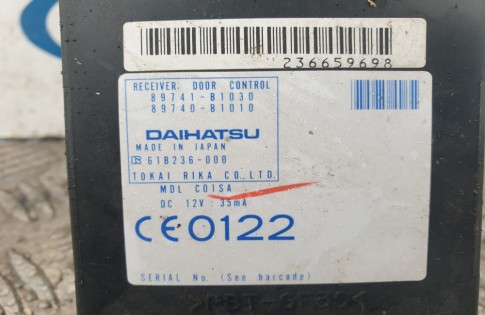 236659698
RECEIVER, DOOR CONTROL
89741-B1030
89740-B1010
DAIHATSU
MADE IN JAPAN
61B236-000
TOKAI RIKA CO.,LTD.
MDL C01SA
DC 12V : 35mA
CE0122
SERIAL No. (See barcode)